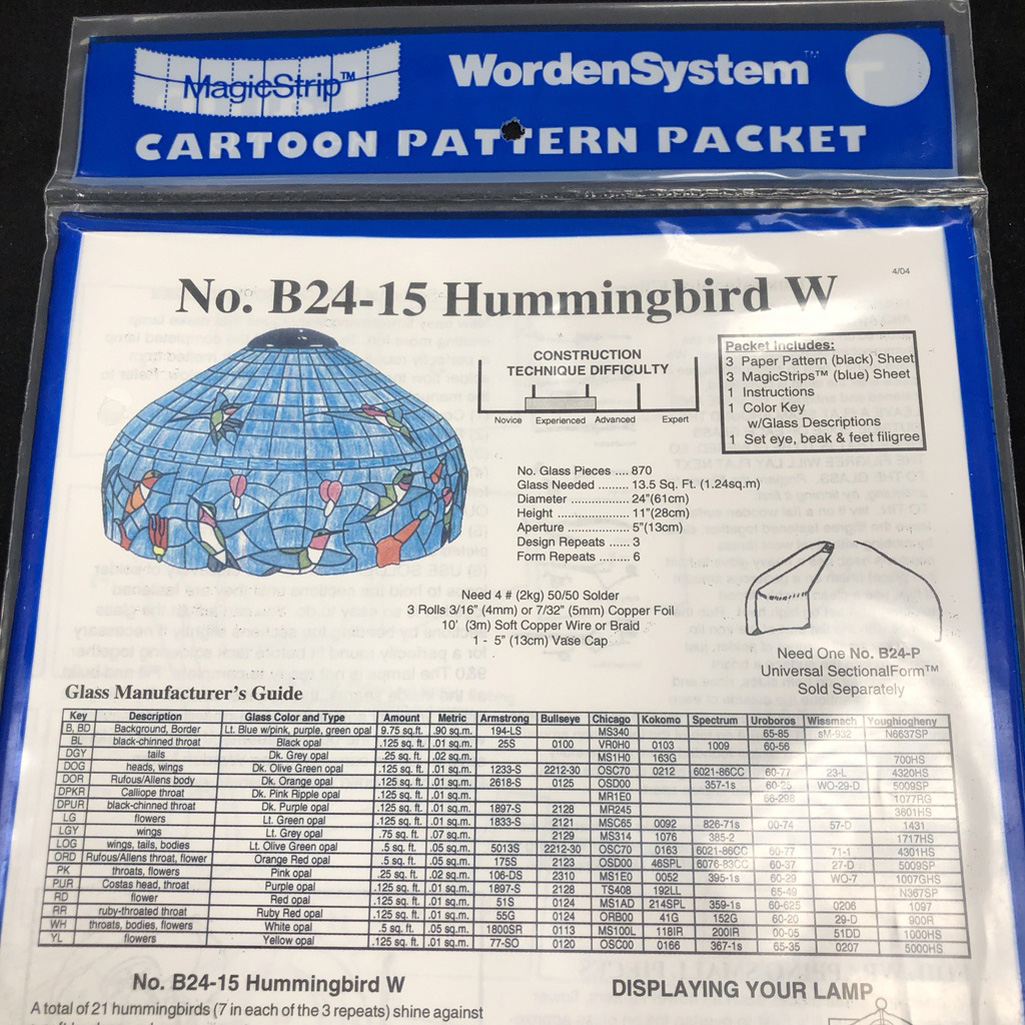 MagicStrip™
WordenSystem™
CARTOON PATTERN PACKET
4/04
No. B24-15 Hummingbird W
CONSTRUCTION
TECHNIQUE DIFFICULTY
Novice Experienced Advanced Expert
Packet Includes:
3 Paper Pattern (black) Sheet
3 MagicStrips™ (blue) Sheet
1 Instructions
1 Color Key
w/Glass Descriptions
1 Set eye, beak & feet filigree
No. Glass Pieces .... 870
Glass Needed ......... 13.5 Sq. Ft. (1.24sq.m)
Diameter ................ 24"(61cm)
Height .................... 11"(28cm)
Aperture ................. 5"(13cm)
Design Repeats ...... 3
Form Repeats ......... 6
Need 4 # (2kg) 50/50 Solder
3 Rolls 3/16" (4mm) or 7/32" (5mm) Copper Foil
10' (3m) Soft Copper Wire or Braid
1 - 5" (13cm) Vase Cap
Need One No. B24-P
Universal SectionalForm™
Sold Separately
Glass Manufacturer's Guide
Key Description Glass Color and Type Amount Metric Armstrong Bullseye Chicago Kokomo Spectrum Uroboros Wissmach Youghiogheny
B, BD Background, Border Lt. Blue w/pink, purple, green opal 9.75 sq.ft. .90 sq.m. 194-LS MS340 65-85 sM-932 N6637SP
BL black-chinned throat Black opal .125 sq. ft. .01 sq.m. 25S 0100 VR0H0 0103 1009 60-56
DGY tails Dk. Grey opal .25 sq. ft. .02 sq.m. MS1H0 163G 700HS
DOG heads, wings Dk. Olive Green opal .125 sq. ft. .01 sq.m. 1233-S 2212-30 OSC70 0212 6021-86CC 60-77 23-L 4320HS
DOR Rufous/Allens body Dk. Orange opal .125 sq. ft. .01 sq.m. 2618-S 0125 OSD00 357-1s 60-25 WO-29-D 5009SP
DPKR Calliope throat Dk. Pink Ripple opal .125 sq. ft. .01 sq.m. MR1E0 66-298 1077RG
DPUR black-chinned throat Dk. Purple opal .125 sq. ft. .01 sq.m. 1897-S 2128 MR245 3601HS
LG flowers Lt. Green opal .125 sq. ft. .01 sq.m. 1833-S 2121 MSC65 0092 826-71s 00-74 57-D 1431
LGY wings Lt. Grey opal .75 sq. ft. .07 sq.m. 2129 MS314 1076 385-2 1717HS
LOG wings, tails, bodies Lt. Olive Green opal .5 sq. ft. .05 sq.m. 5013S 2212-30 OSC70 0163 6021-86CC 60-77 71-1 4301HS
ORD Rufous/Allens throat, flower Orange Red opal .5 sq. ft. .05 sq.m. 175S 2123 OSD00 46SPL 6076-83CC 60-37 27-D 5009SP
PK throats, flowers Pink opal .25 sq. ft. .02 sq.m. 106-DS 2310 MS1E0 0052 395-1s 60-29 WO-7 1007GHS
PUR Costas head, throat Purple opal .125 sq. ft. .01 sq.m. 1897-S 2128 TS408 192LL 65-49 N367SP
RD flower Red opal .125 sq. ft. .01 sq.m. 51S 0124 MS1AD 214SPL 359-1s 60-625 0206 1097
RR ruby-throated throat Ruby Red opal .125 sq. ft. .01 sq.m. 55G 0124 ORB00 41G 152G 60-20 29-D 900R
WH throats, bodies, flowers White opal .5 sq. ft. .05 sq.m. 1800SR 0113 MS100L 118IR 200IR 00-05 51DD 1000HS
YL flowers Yellow opal .125 sq. ft. .01 sq.m. 77-SO 0120 OSC00 0166 367-1s 65-35 0207 5000HS
No. B24-15 Hummingbird W
A total of 21 hummingbirds (7 in each of the 3 repeats) shine against
DISPLAYING YOUR LAMP